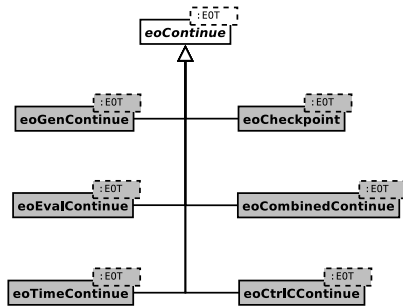 :EOT
eoContinue
:EOT
eoGenContinue
:EOT
eoCheckpoint
:EOT
eoEvalContinue
:EOT
eoCombinedContinue
:EOT
eoTimeContinue
:EOT
eoCtrlCContinue